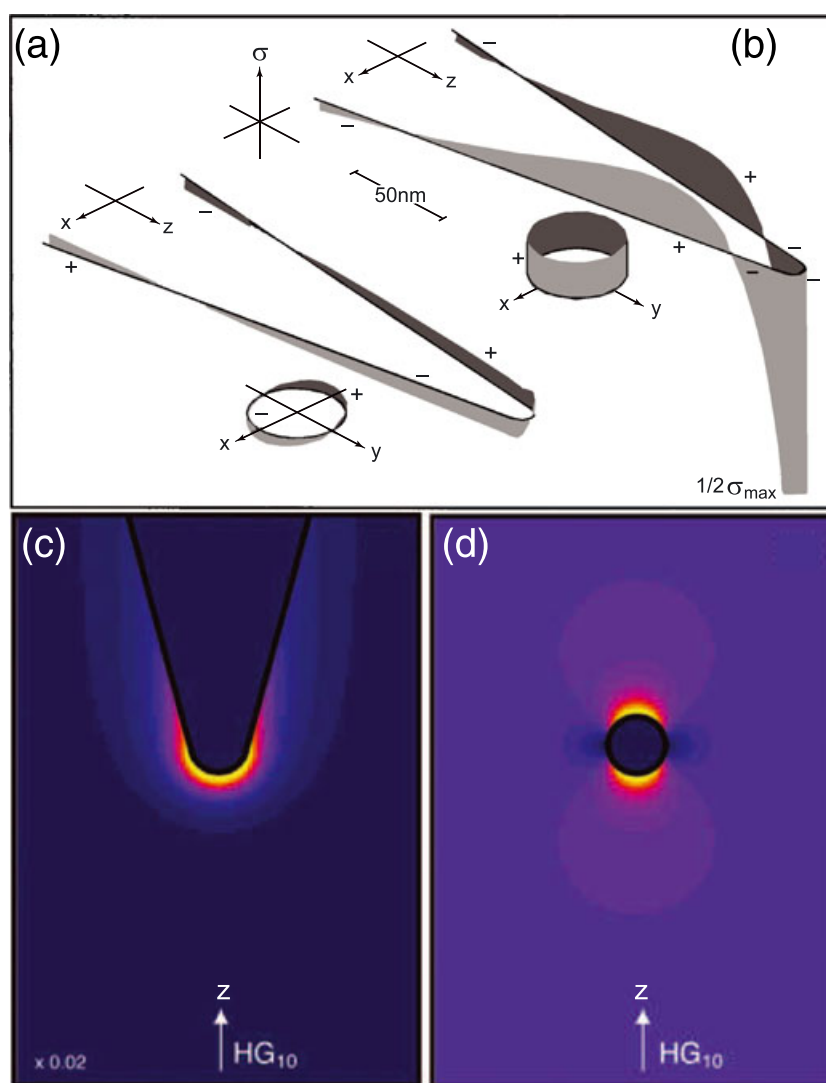 (a)
σ
x
z
(b)
x
z
−
−
+
50nm
x
z
−
+
−
+
−
−
−
+
+
x
y
+
−
+
−
x
y
1/2 σmax
(c)
z
HG10
x 0.02
(d)
z
HG10